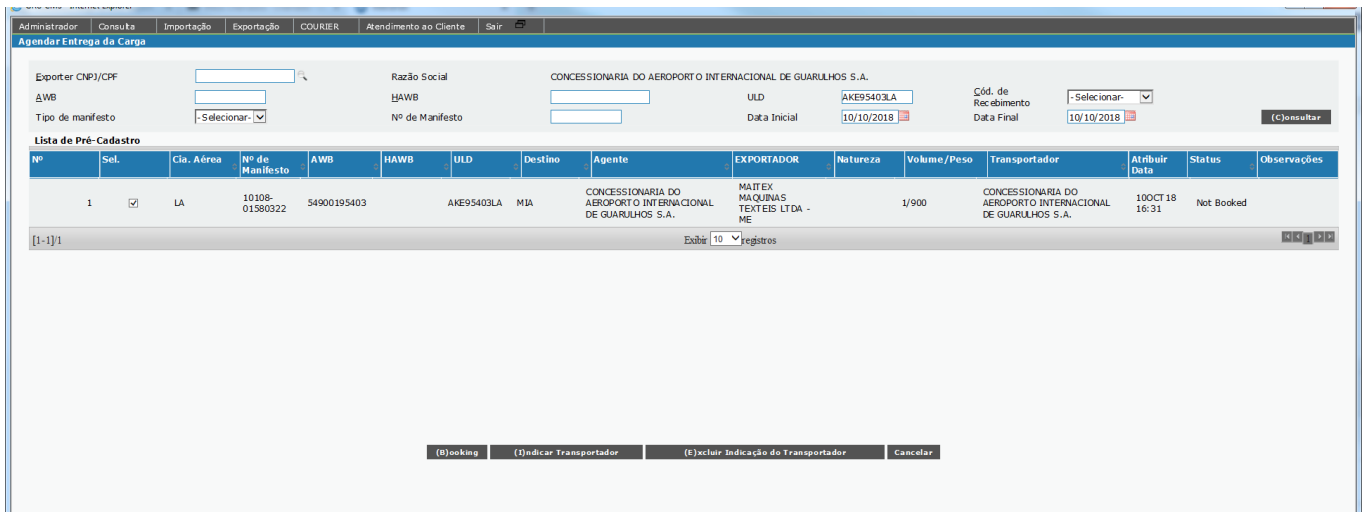 Administrador Consulta Importação Exportação COURIER Atendimento ao Cliente Sair
Agendar Entrega da Carga
Exporter CNPJ/CPF Razão Social CONCESSIONARIA DO AEROPORTO INTERNACIONAL DE GUARULHOS S.A.
AWB HAWB ULD AKE95403LA Cód. de Recebimento -Selecionar-
Tipo de manifesto -Selecionar- Nº de Manifesto Data Inicial 10/10/2018 Data Final 10/10/2018 (C)onsultar
Lista de Pré-Cadastro
Nº Sel. Cia. Aérea Nº de Manifesto AWB HAWB ULD Destino Agente EXPORTADOR Natureza Volume/Peso Transportador Atribuir Data Status Observações
1 LA 10108-01580322 54900195403 AKE95403LA MIA CONCESSIONARIA DO AEROPORTO INTERNACIONAL DE GUARULHOS S.A. MAITEX MAQUINAS TEXTEIS LTDA - ME 1/900 CONCESSIONARIA DO AEROPORTO INTERNACIONAL DE GUARULHOS S.A. 10OCT18 16:31 Not Booked
[1-1]/1 Exibir 10 registros 1
(B)ooking (I)ndicar Transportador (E)xcluir Indicação do Transportador Cancelar